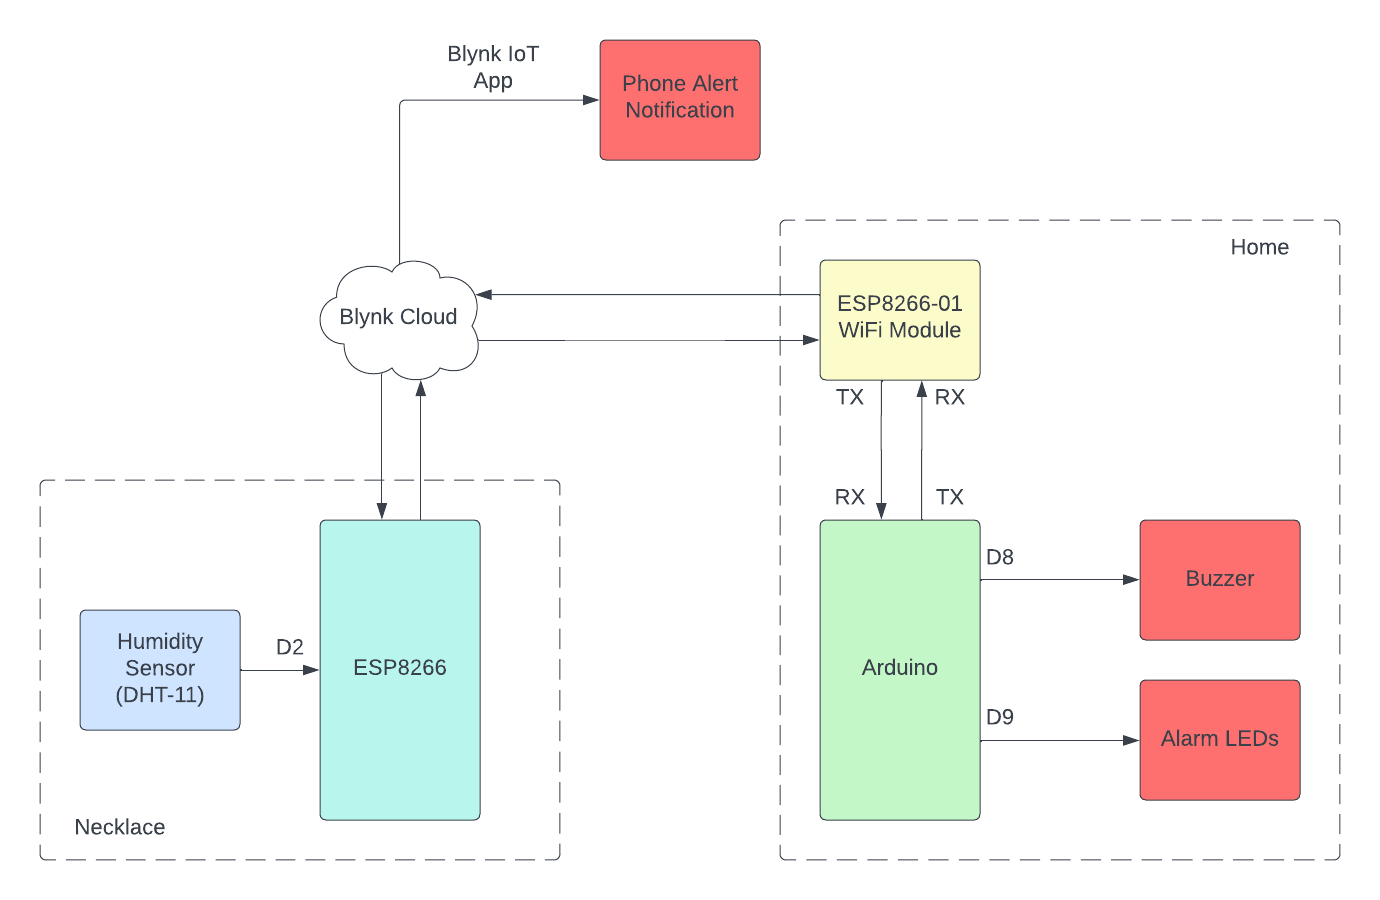 Blynk IoT
App
Phone Alert
Notification
Home
Blynk Cloud
ESP8266-01
WiFi Module
TX
RX
RX
TX
D8
Buzzer
Humidity
Sensor
(DHT-11)
D2
ESP8266
Arduino
D9
Alarm LEDs
Necklace